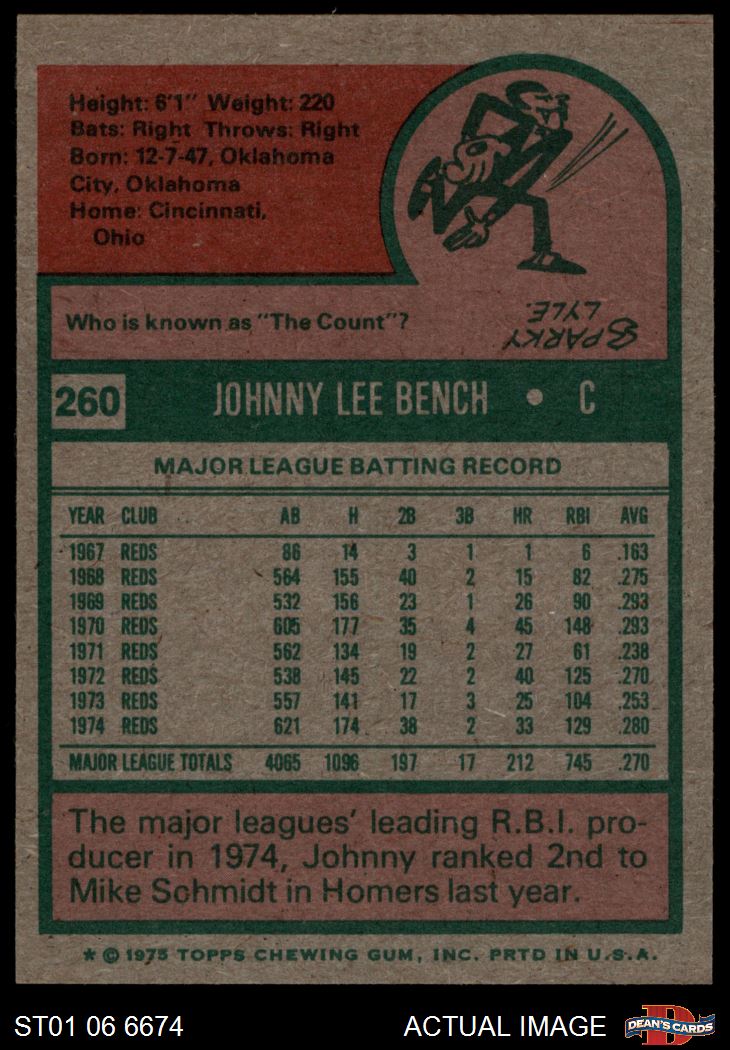 Height: 6'1" Weight: 220
Bats: Right Throws: Right
Born: 12-7-47, Oklahoma
City, Oklahoma
Home: Cincinnati,
Ohio
Who is known as "The Count"?
SPARKY
LYLE.
260 JOHNNY LEE BENCH • C
MAJOR LEAGUE BATTING RECORD
YEAR CLUB AB H 2B 3B HR RBI AVG
1967 REDS 86 14 3 1 1 6 .163
1968 REDS 564 155 40 2 15 82 .275
1969 REDS 532 156 23 1 26 90 .293
1970 REDS 605 177 35 4 45 148 .293
1971 REDS 562 134 19 2 27 61 .238
1972 REDS 538 145 22 2 40 125 .270
1973 REDS 557 141 17 3 25 104 .253
1974 REDS 621 174 38 2 33 129 .280
MAJOR LEAGUE TOTALS 4065 1096 197 17 212 745 .270
The major leagues' leading R.B.I. pro-
ducer in 1974, Johnny ranked 2nd to
Mike Schmidt in Homers last year.
* © 1975 TOPPS CHEWING GUM, INC. PRTD IN U.S.A.
ST01 06 6674 ACTUAL IMAGE D DEAN'S CARDS